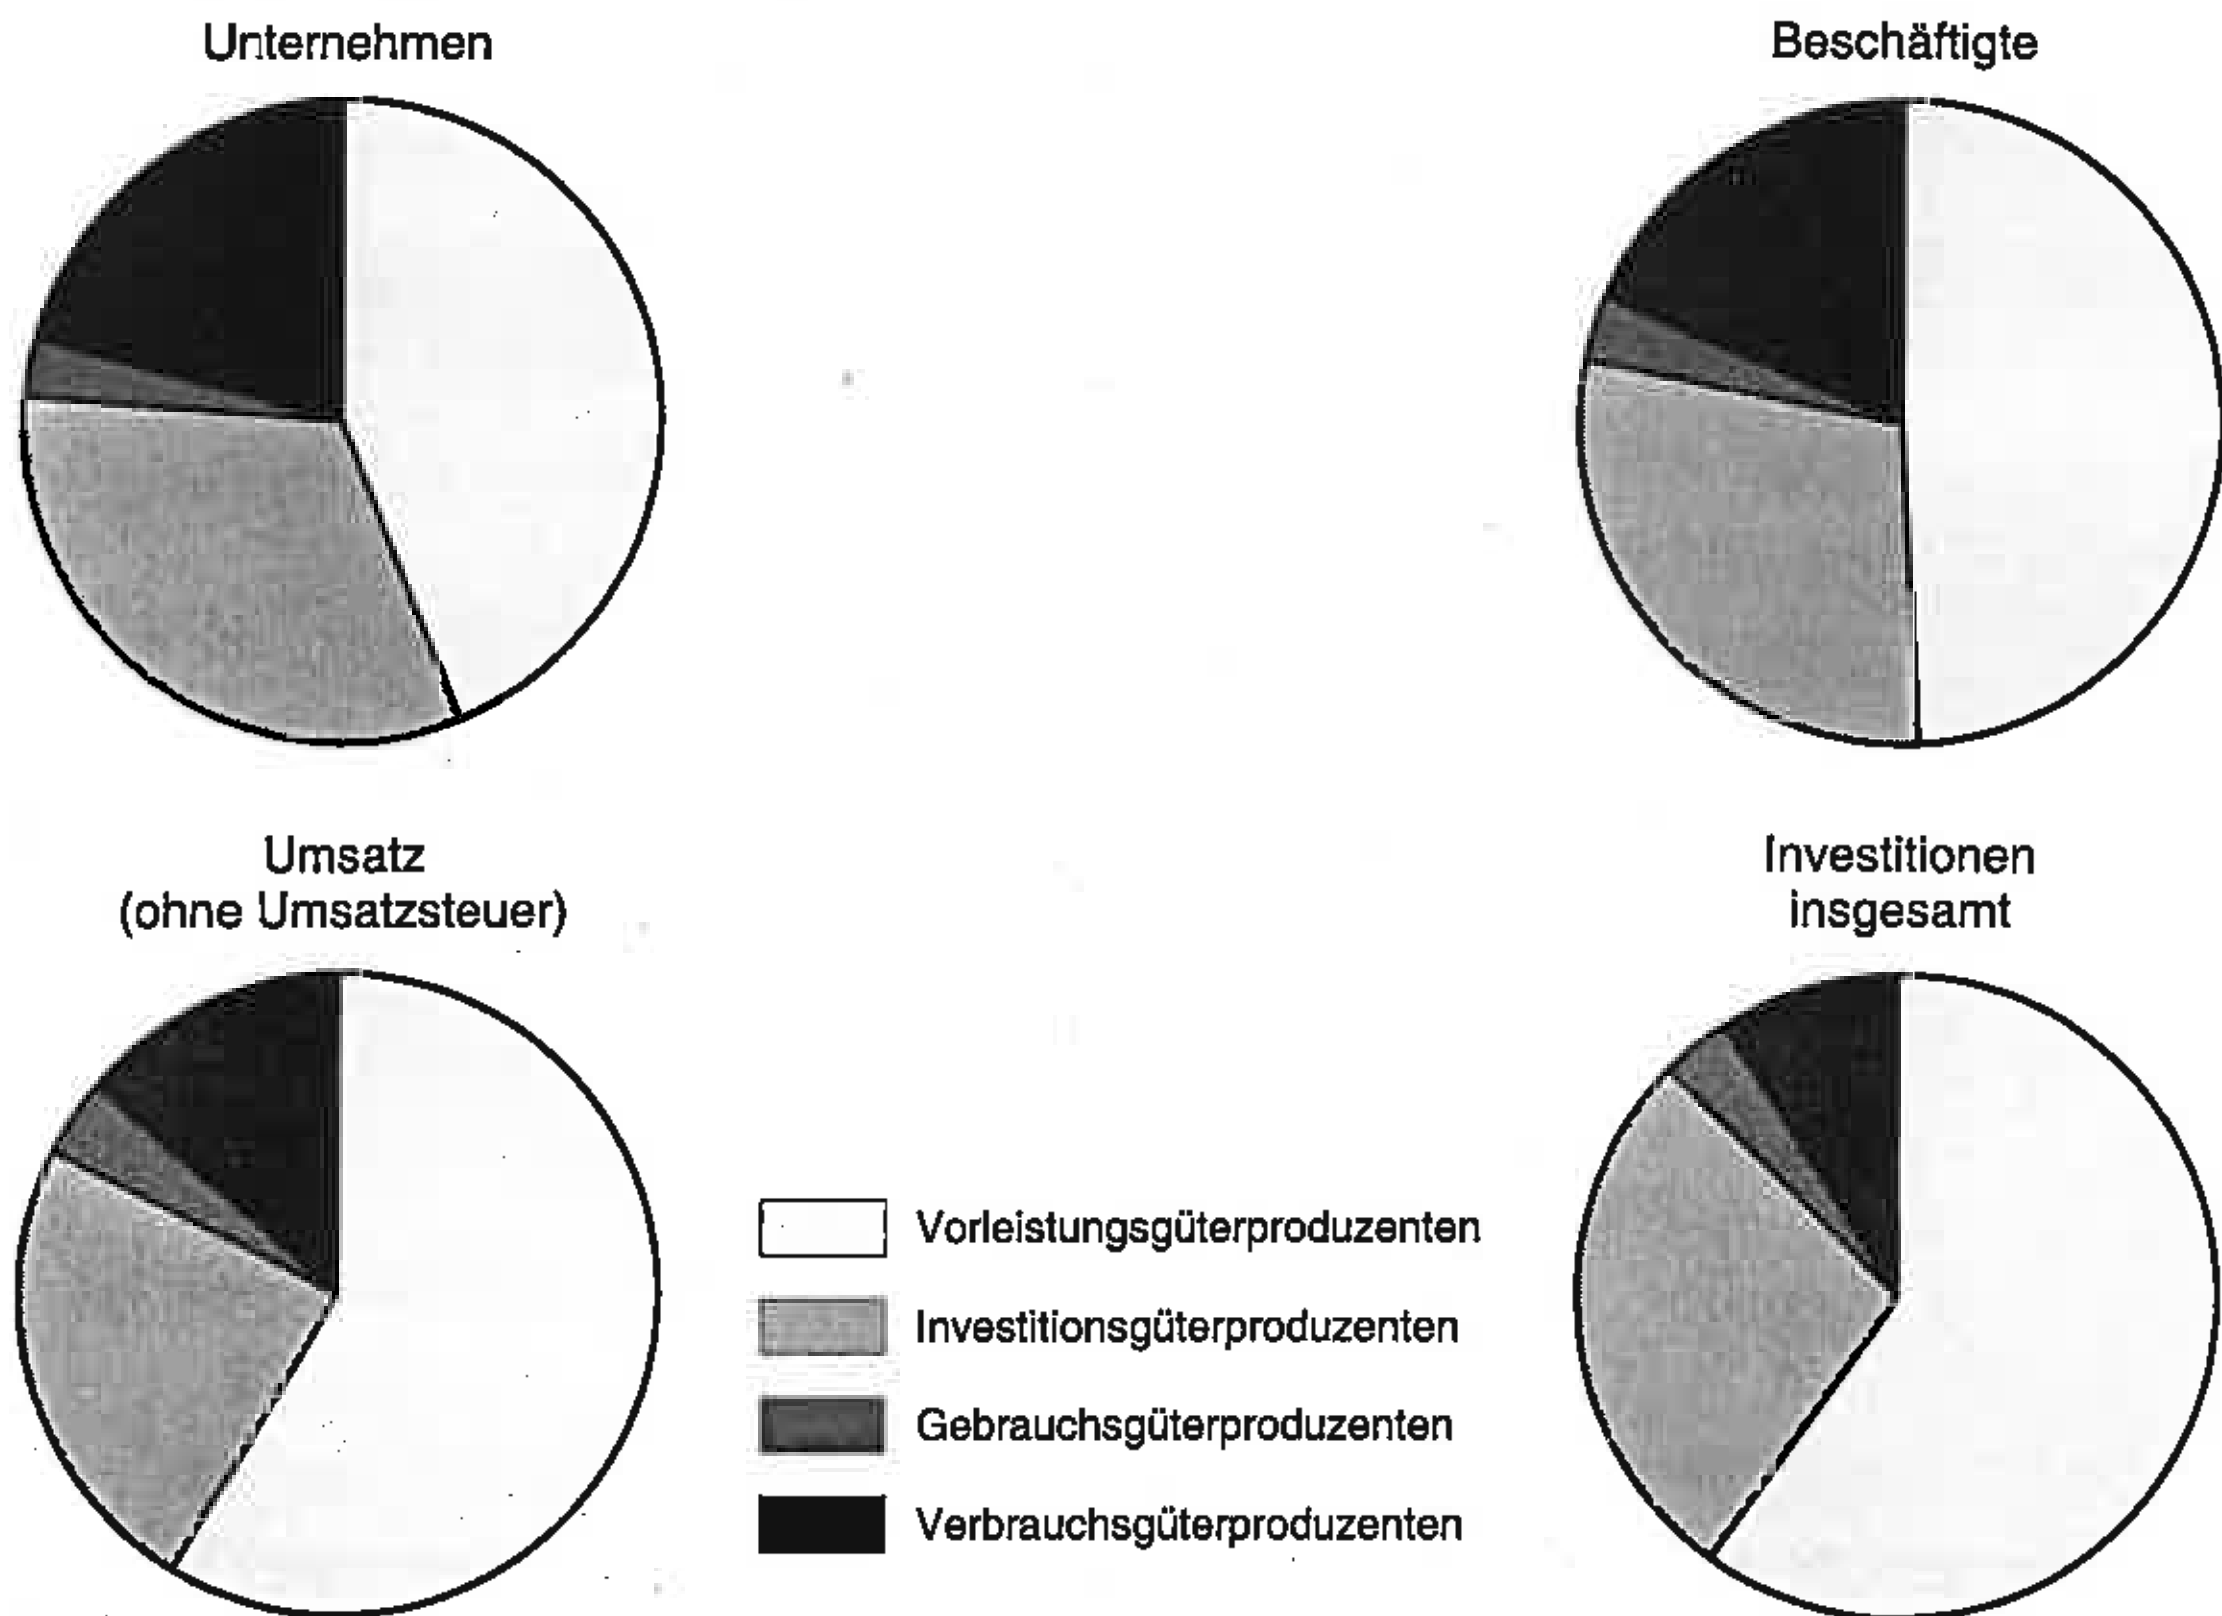 Unternehmen
Beschäftigte
Umsatz
(ohne Umsatzsteuer)
Investitionen
insgesamt
Vorleistungsgüterproduzenten
Investitionsgüterproduzenten
Gebrauchsgüterproduzenten
Verbrauchsgüterproduzenten